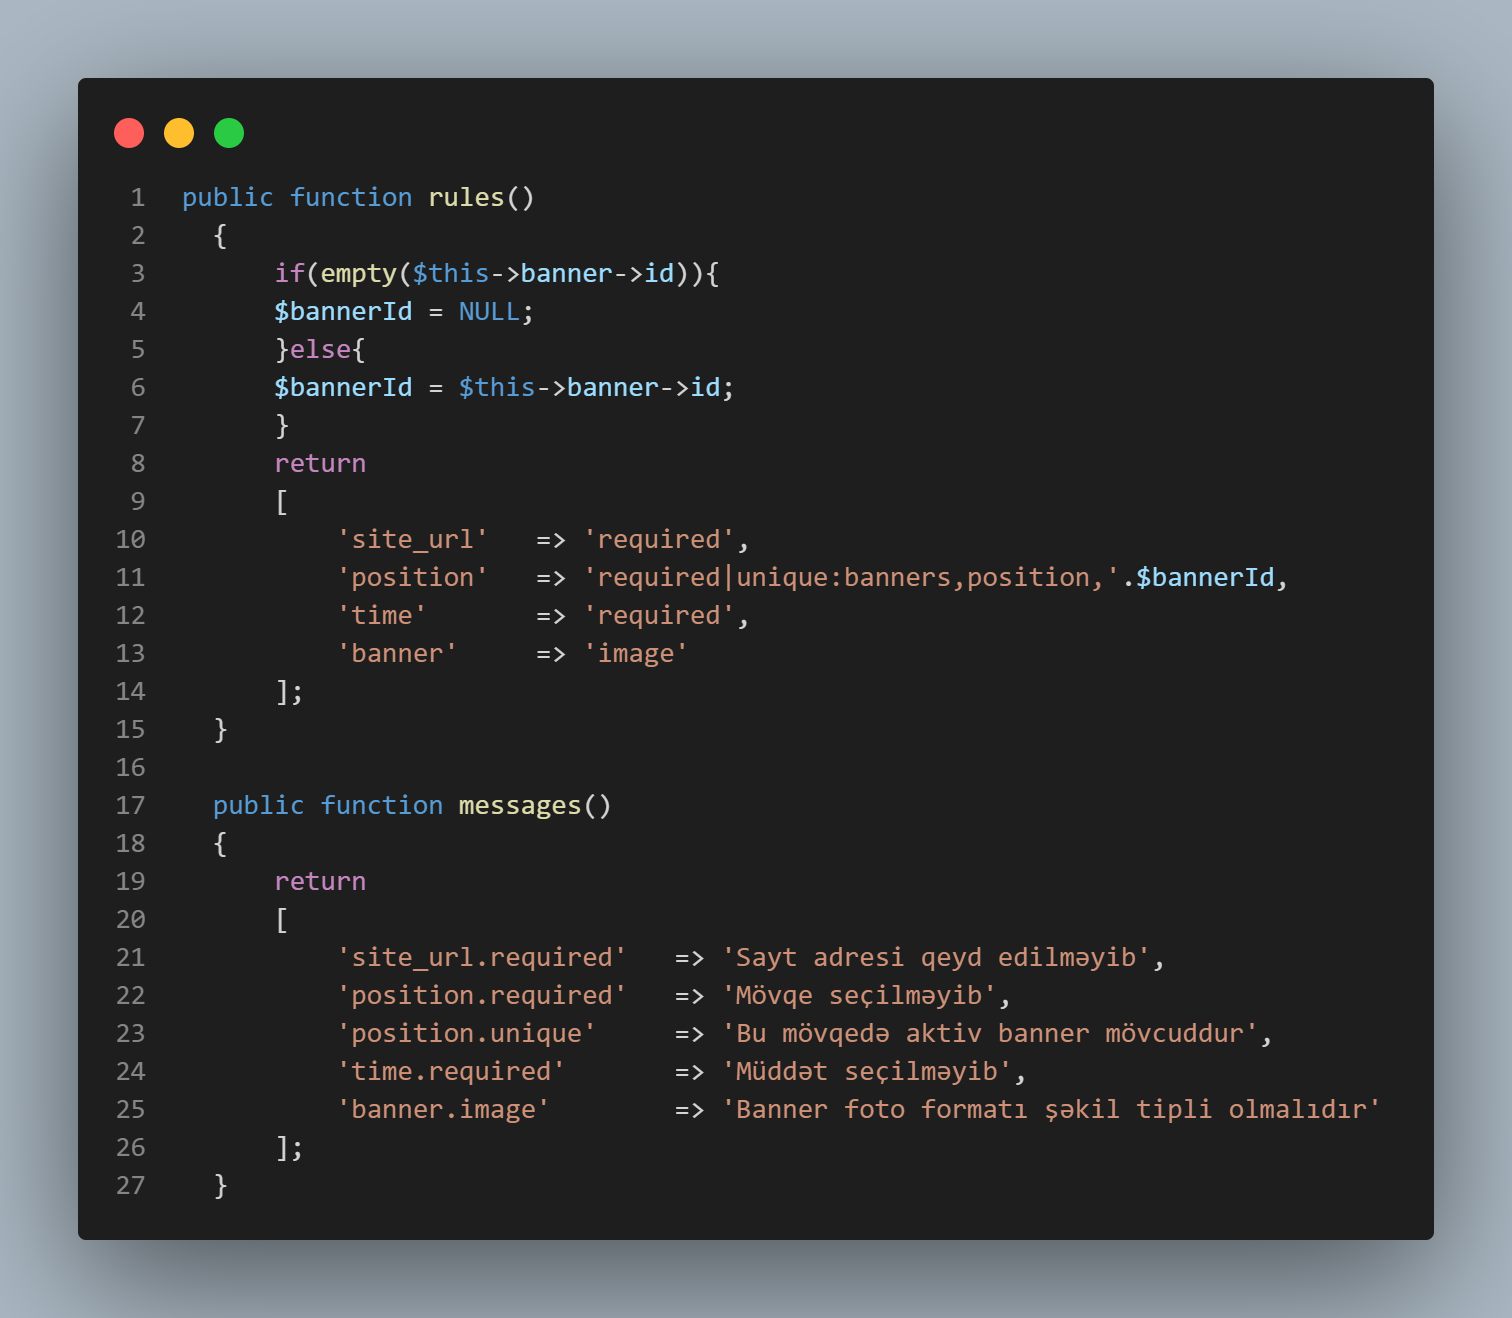 1 public function rules()
2 {
3 if(empty($this->banner->id)){
4 $bannerId = NULL;
5 }else{
6 $bannerId = $this->banner->id;
7 }
8 return
9 [
10 'site_url' => 'required',
11 'position' => 'required|unique:banners,position,'.$bannerId,
12 'time' => 'required',
13 'banner' => 'image'
14 ];
15 }
16
17 public function messages()
18 {
19 return
20 [
21 'site_url.required' => 'Sayt adresi qeyd edilməyib',
22 'position.required' => 'Mövqe seçilməyib',
23 'position.unique' => 'Bu mövqedə aktiv banner mövcuddur',
24 'time.required' => 'Müddət seçilməyib',
25 'banner.image' => 'Banner foto formatı şəkil tipli olmalıdır'
26 ];
27 }